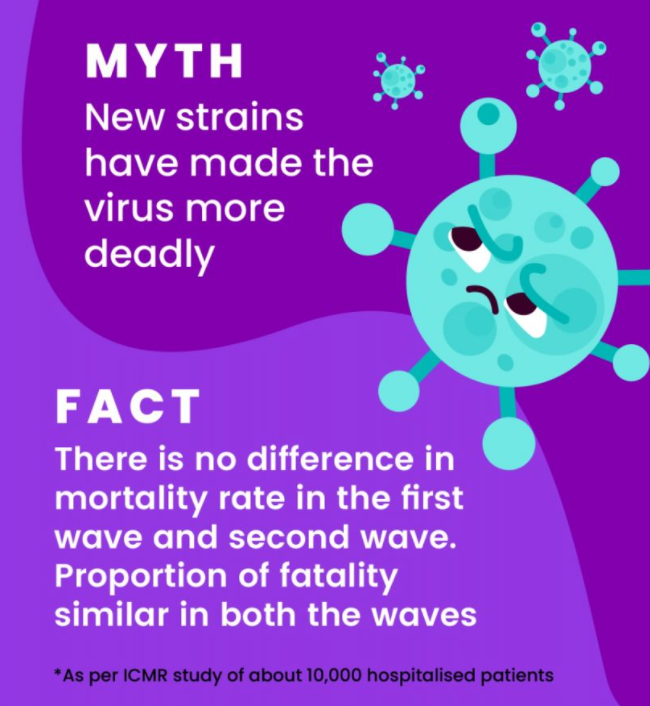 MYTH
New strains
have made the
virus more
deadly
FACT
There is no difference in
mortality rate in the first
wave and second wave.
Proportion of fatality
similar in both the waves
*As per ICMR study of about 10,000 hospitalised patients